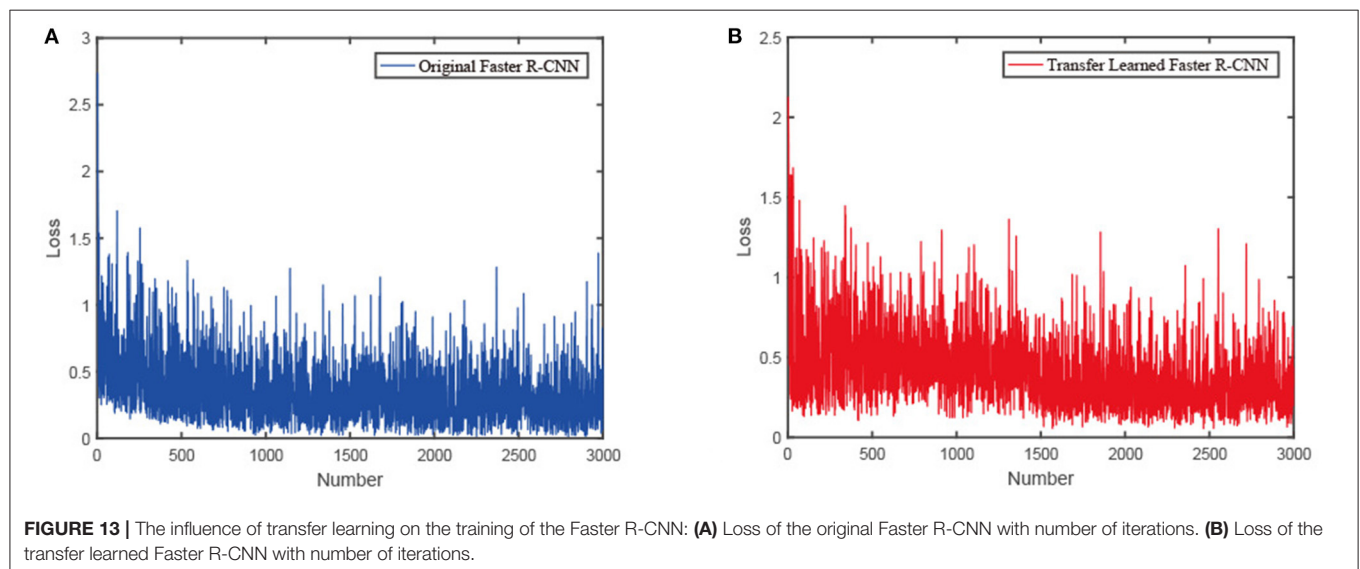 A
3
2.5
2
1.5
1
0.5
0
Loss
Original Faster R-CNN
0 500 1000 1500 2000 2500 3000
Number
B
2.5
2
1.5
1
0.5
0
Loss
Transfer Learned Faster R-CNN
0 500 1000 1500 2000 2500 3000
Number
FIGURE 13 | The influence of transfer learning on the training of the Faster R-CNN: (A) Loss of the original Faster R-CNN with number of iterations. (B) Loss of the
transfer learned Faster R-CNN with number of iterations.